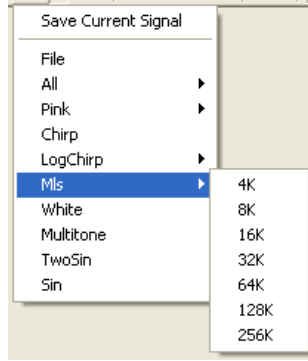 Save Current Signal
File
All
Pink
Chirp
LogChirp
Mls
White
Multitone
TwoSin
Sin
4K
8K
16K
32K
64K
128K
256K